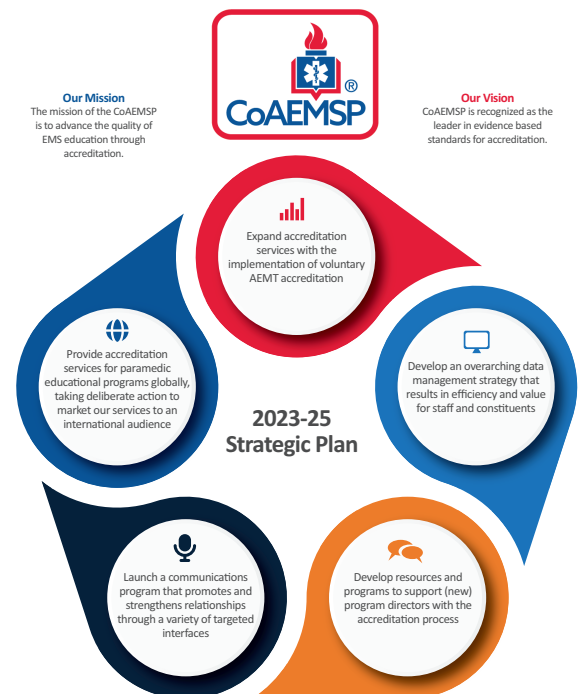 CoAEMSP®
Our Mission
The mission of the CoAEMSP
is to advance the quality of
EMS education through
accreditation.
Our Vision
CoAEMSP is recognized as the
leader in evidence based
standards for accreditation.
Expand accreditation
services with the
implementation of voluntary
AEMT accreditation
Develop an overarching data
management strategy that
results in efficiency and value
for staff and constituents
Develop resources and
programs to support (new)
program directors with the
accreditation process
Launch a communications
program that promotes and
strengthens relationships
through a variety of targeted
interfaces
Provide accreditation
services for paramedic
educational programs globally,
taking deliberate action to
market our services to an
international audience
2023-25
Strategic Plan